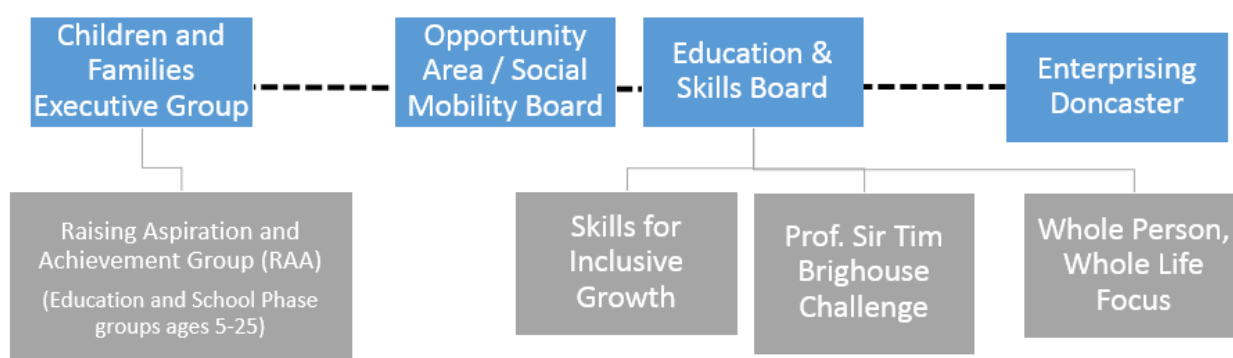 Children and
Families
Executive Group
Opportunity
Area / Social
Mobility Board
Education &
Skills Board
Enterprising
Doncaster
Raising Aspiration and
Achievement Group (RAA)
(Education and School Phase
groups ages 5-25)
Skills for
Inclusive
Growth
Prof. Sir Tim
Brighouse
Challenge
Whole Person,
Whole Life
Focus